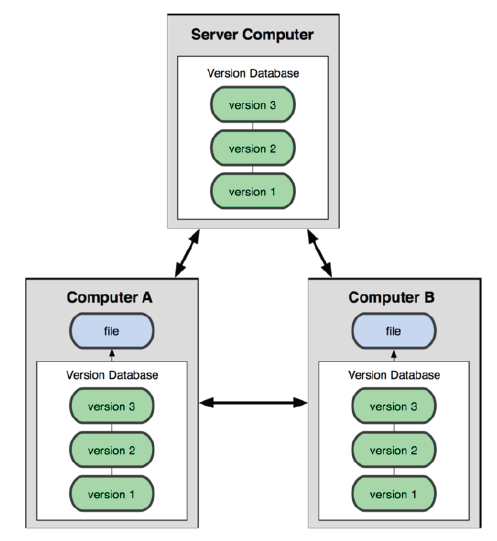 Server Computer
Version Database
version 3
version 2
version 1
Computer A
file
Version Database
version 3
version 2
version 1
Computer B
file
Version Database
version 3
version 2
version 1